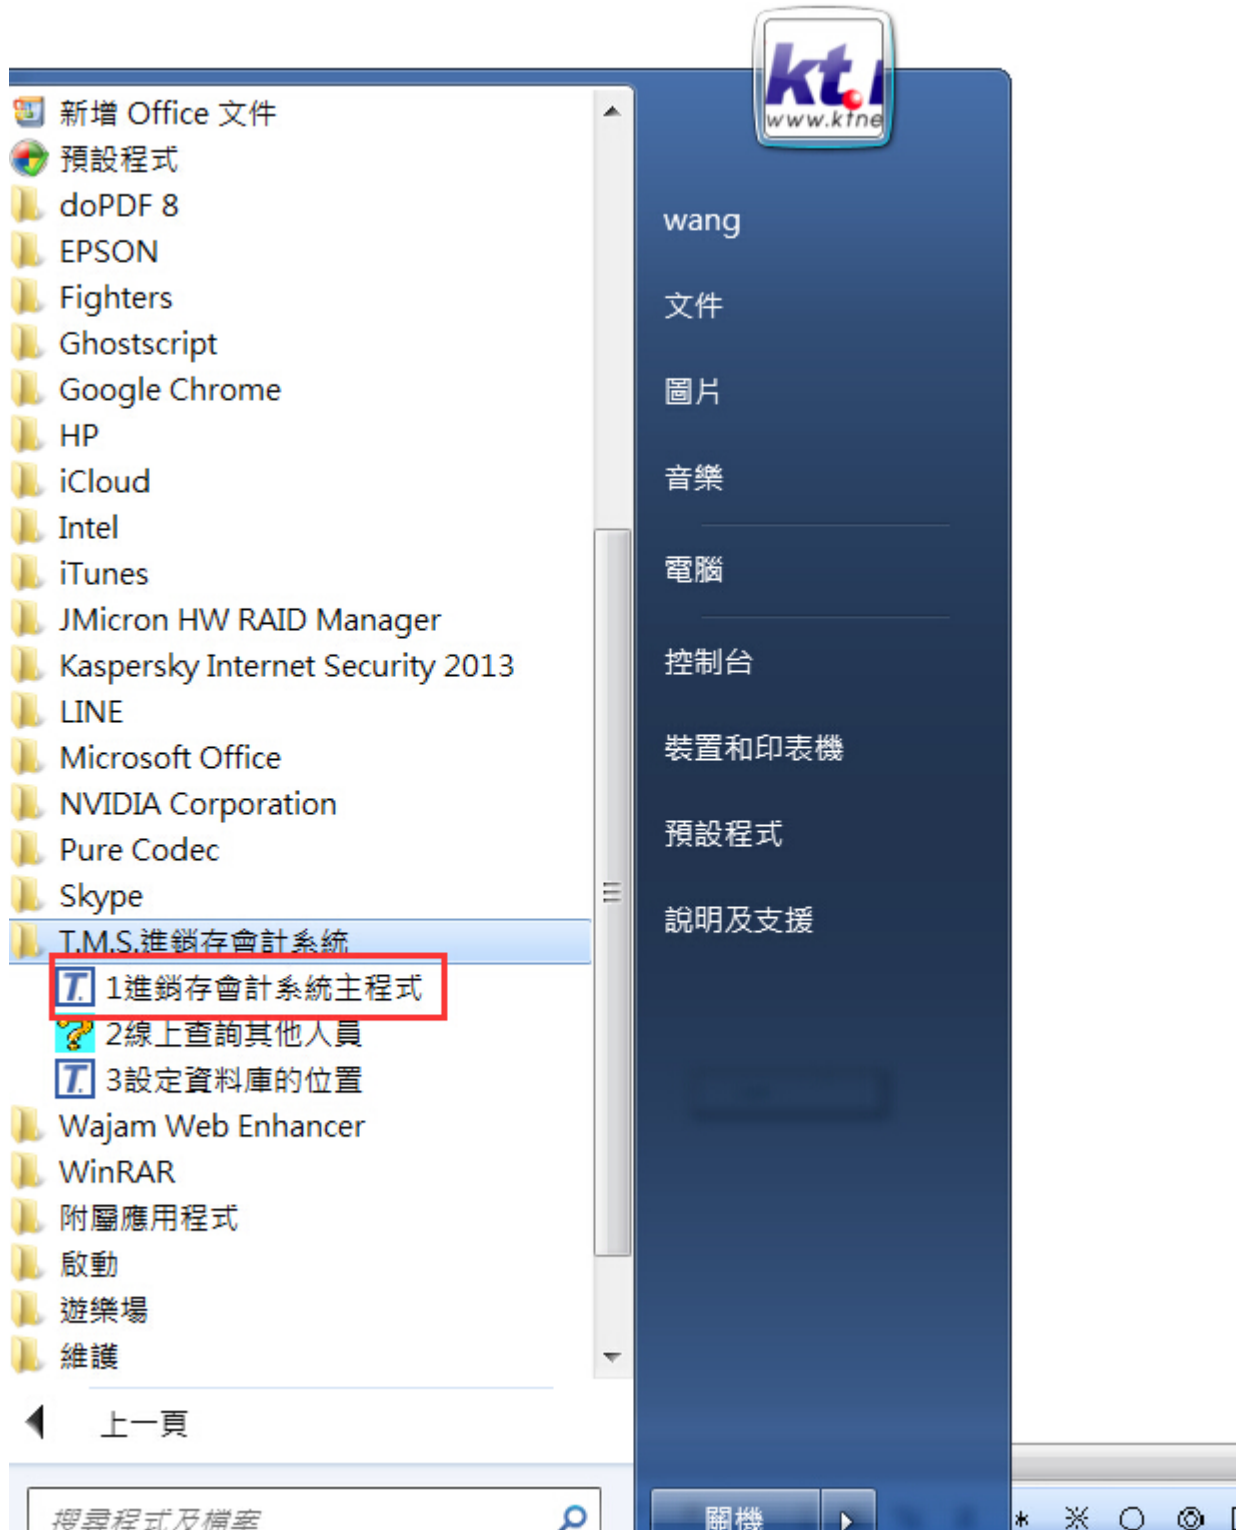 kt.
www.ktne
新增 Office 文件
預設程式
doPDF 8
EPSON
Fighters
Ghostscript
Google Chrome
HP
iCloud
Intel
iTunes
JMicron HW RAID Manager
Kaspersky Internet Security 2013
LINE
Microsoft Office
NVIDIA Corporation
Pure Codec
Skype
T.M.S.進銷存會計系統
1進銷存會計系統主程式
2線上查詢其他人員
3設定資料庫的位置
Wajam Web Enhancer
WinRAR
附屬應用程式
啟動
遊樂場
維護
上一頁
搜尋程式及檔案
wang
文件
圖片
音樂
電腦
控制台
裝置和印表機
預設程式
說明及支援
關機